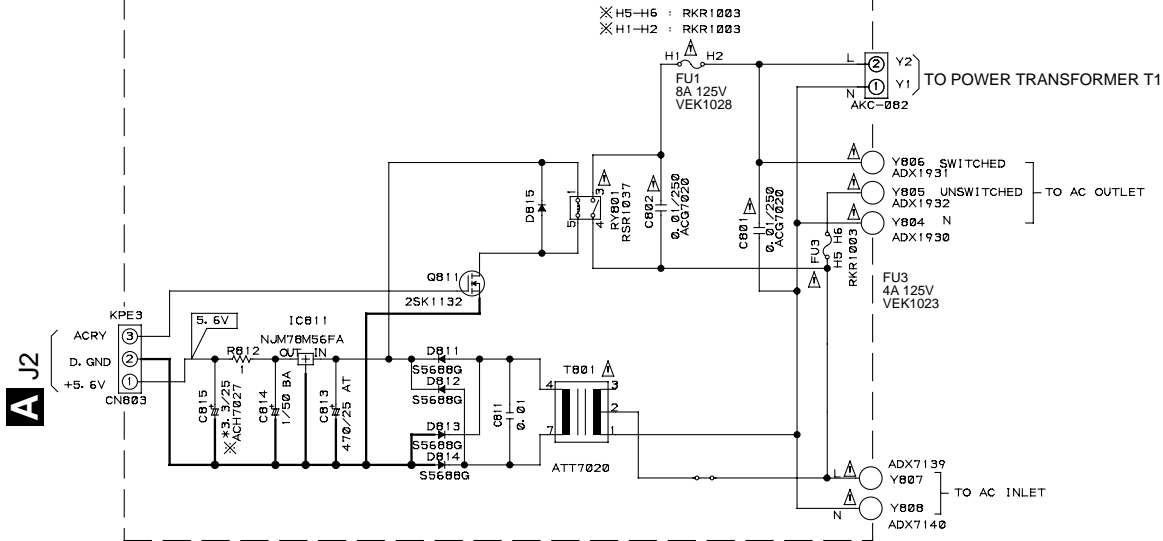 ※ H5-H6 : RKR1003
※ H1-H2 : RKR1003
H1 H2
FU1
8A 125V
VEK1028
L
2
Y2
N
1
Y1
TO POWER TRANSFORMER T1
AKC-082
Y806 SWITCHED
ADX1931
Y805 UNSWITCHED
ADX1932
TO AC OUTLET
Y804 N
ADX1930
D815
1
3
5
4
RY801
RSR1037
C802
0.01/250
ACG7020
C801
0.01/250
ACG7020
FU3
H5 H6
RKR1003
FU3
4A 125V
VEK1023
Q811
2SK1132
KPE3
ACRY 3
D.GND 2
+5.6V 1
CN803
A J2
5.6V
R812
1
IC811
NJM78M56FA
OUT IN
C815
※*3.3/25
ACH7027
C814
1/50 BA
C813
470/25 AT
D811
S5688G
D812
S5688G
D813
S5688G
D814
S5688G
C811
0.01
T801
4
3
2
7
1
ATT7020
L
ADX7139
Y807
TO AC INLET
N
Y808
ADX7140